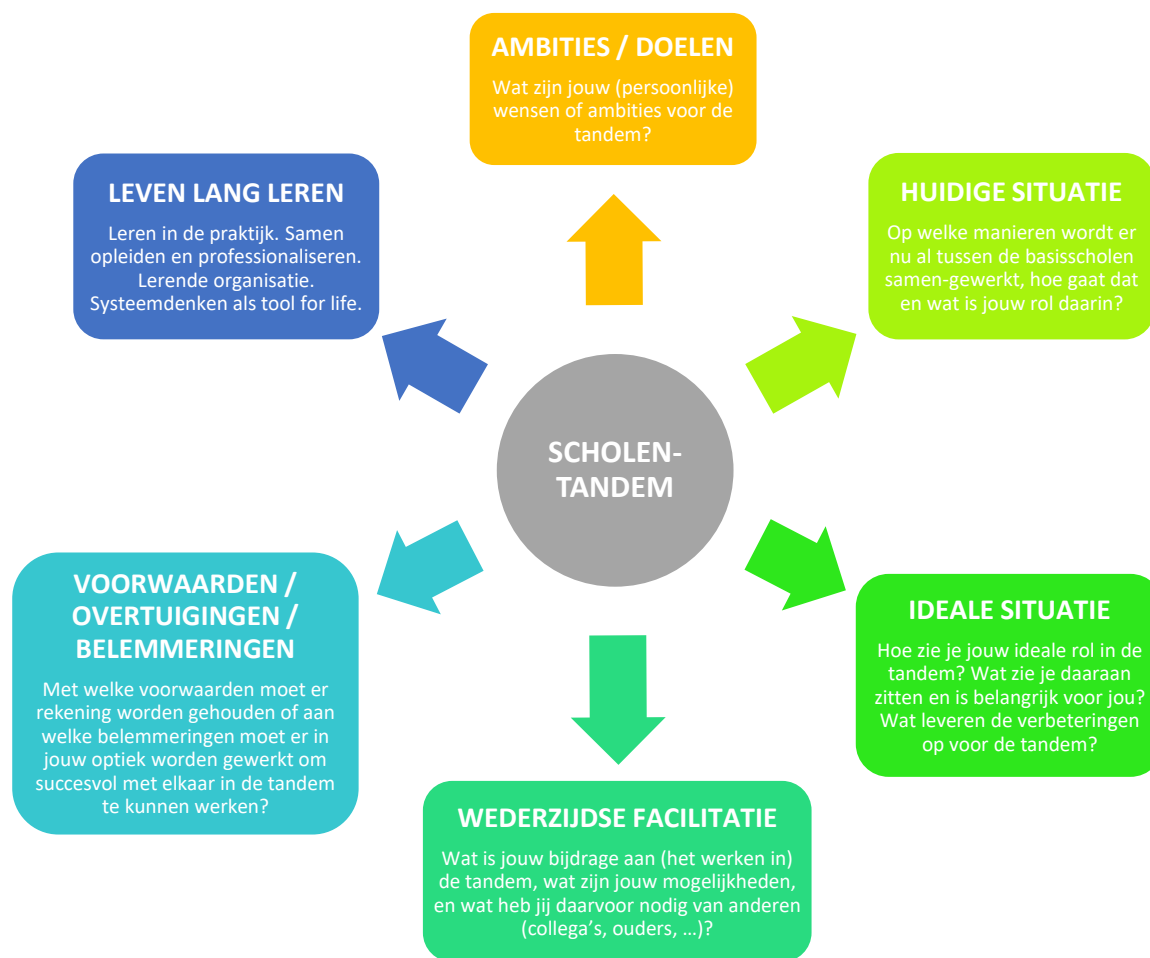 AMBITIES / DOELEN
Wat zijn jouw (persoonlijke)
wensen of ambities voor de
tandem?
HUIDIGE SITUATIE
Op welke manieren wordt er
nu al tussen de basisscholen
samen-gewerkt, hoe gaat dat
en wat is jouw rol daarin?
IDEALE SITUATIE
Hoe zie je jouw ideale rol in de
tandem? Wat zie je daaraan
zitten en is belangrijk voor jou?
Wat leveren de verbeteringen
op voor de tandem?
WEDERZIJDSE FACILITATIE
Wat is jouw bijdrage aan (het werken in)
de tandem, wat zijn jouw mogelijkheden,
en wat heb jij daarvoor nodig van anderen
(collega's, ouders, ...)?
VOORWAARDEN /
OVERTUIGINGEN /
BELEMMERINGEN
Met welke voorwaarden moet er
rekening worden gehouden of aan
welke belemmeringen moet er in
jouw optiek worden gewerkt om
succesvol met elkaar in de tandem
te kunnen werken?
LEVEN LANG LEREN
Leren in de praktijk. Samen
opleiden en professionaliseren.
Lerende organisatie.
Systeemdenken als tool for life.
SCHOLEN-
TANDEM